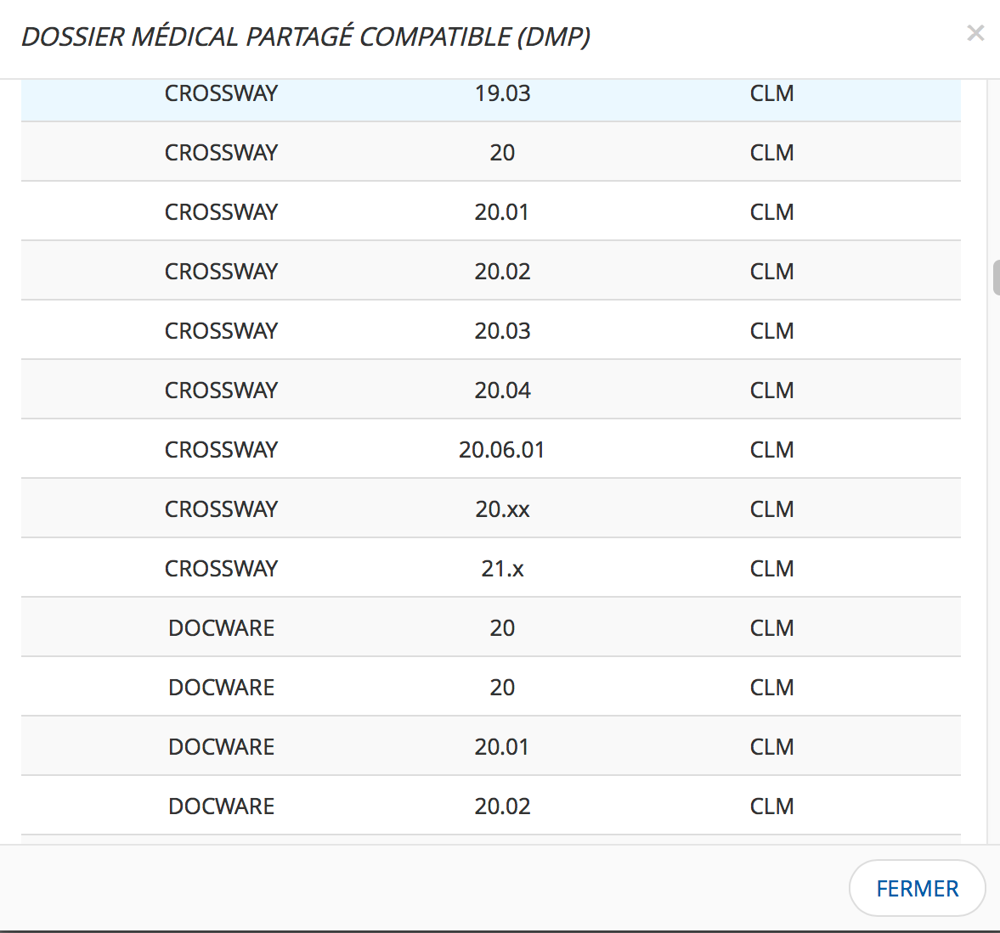 DOSSIER MÉDICAL PARTAGÉ COMPATIBLE (DMP) ×
CROSSWAY 19.03 CLM
CROSSWAY 20 CLM
CROSSWAY 20.01 CLM
CROSSWAY 20.02 CLM
CROSSWAY 20.03 CLM
CROSSWAY 20.04 CLM
CROSSWAY 20.06.01 CLM
CROSSWAY 20.xx CLM
CROSSWAY 21.x CLM
DOCWARE 20 CLM
DOCWARE 20 CLM
DOCWARE 20.01 CLM
DOCWARE 20.02 CLM
FERMER